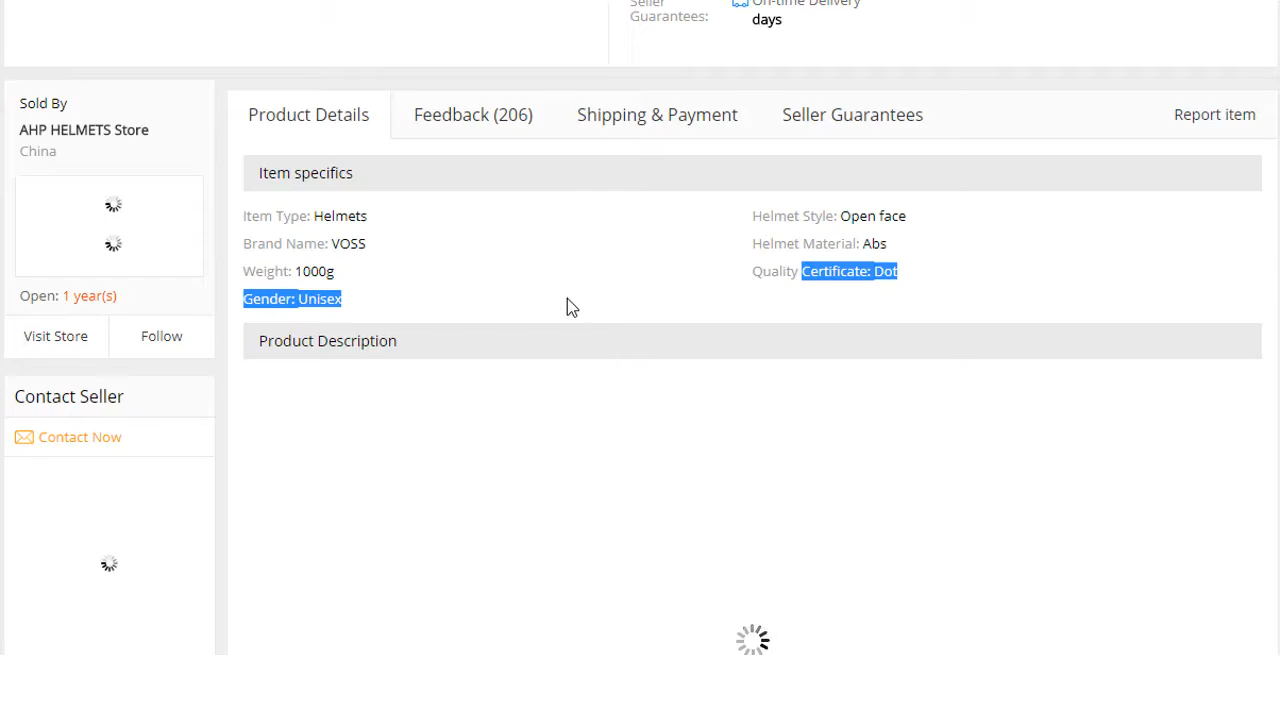 Seller
Guarantees:
On-time Delivery
days
Sold By
AHP HELMETS Store
China
Open: 1 year(s)
Visit Store
Follow
Contact Seller
Contact Now
Product Details
Feedback (206)
Shipping & Payment
Seller Guarantees
Report item
Item specifics
Item Type: Helmets
Helmet Style: Open face
Brand Name: VOSS
Helmet Material: Abs
Weight: 1000g
Quality Certificate: Dot
Gender: Unisex
Product Description